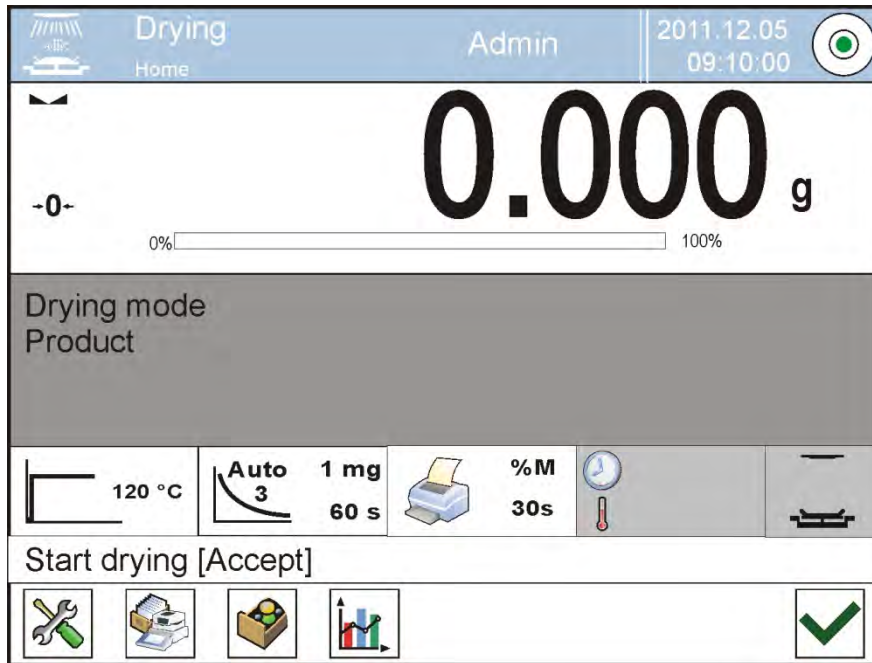 Drying
Home
Admin
2011.12.05
09:10:00
→0←
0.000 g
0% 100%
Drying mode
Product
120 °C
Auto 1 mg
3
60 s
%M
30s
Start drying [Accept]